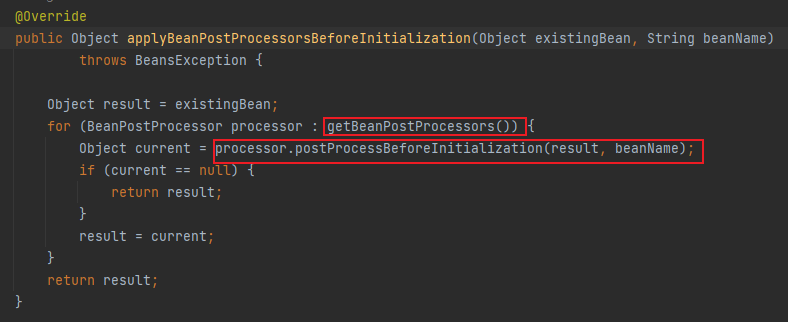 @Override
public Object applyBeanPostProcessorsBeforeInitialization(Object existingBean, String beanName)
        throws BeansException {
    Object result = existingBean;
    for (BeanPostProcessor processor : getBeanPostProcessors()) {
        Object current = processor.postProcessBeforeInitialization(result, beanName);
        if (current == null) {
            return result;
        }
        result = current;
    }
    return result;
}